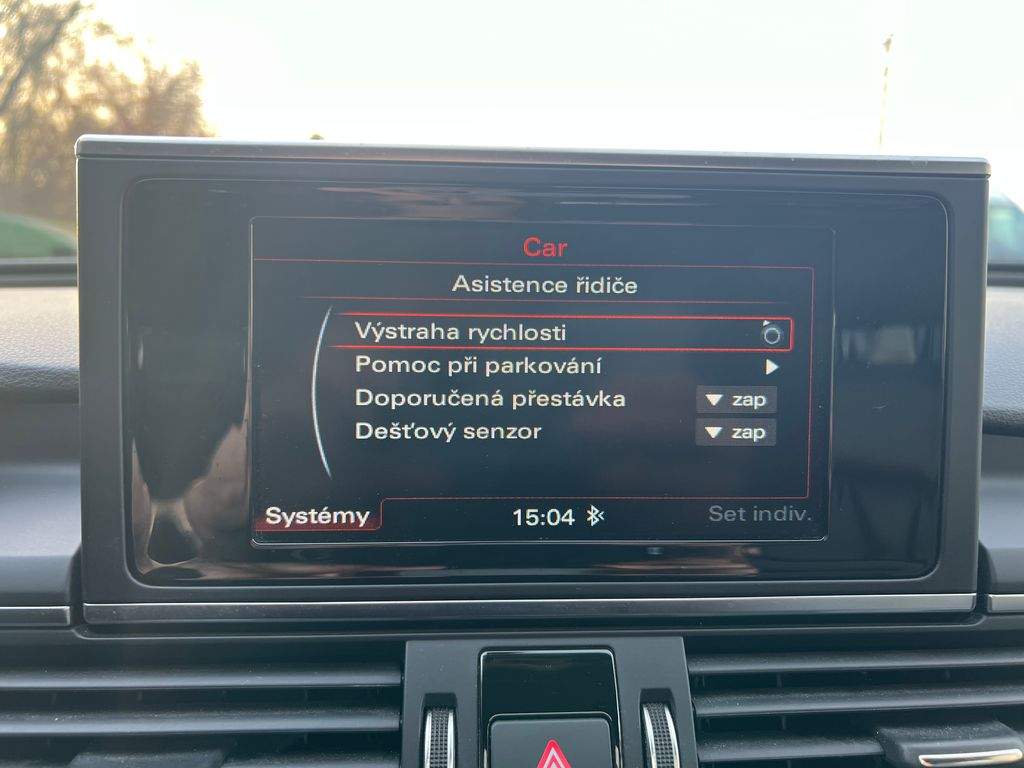 Car
Asistence řidiče
Výstraha rychlosti
Pomoc při parkování
Doporučená přestávka zap
Dešťový senzor zap
Systémy 15:04 Set indiv.